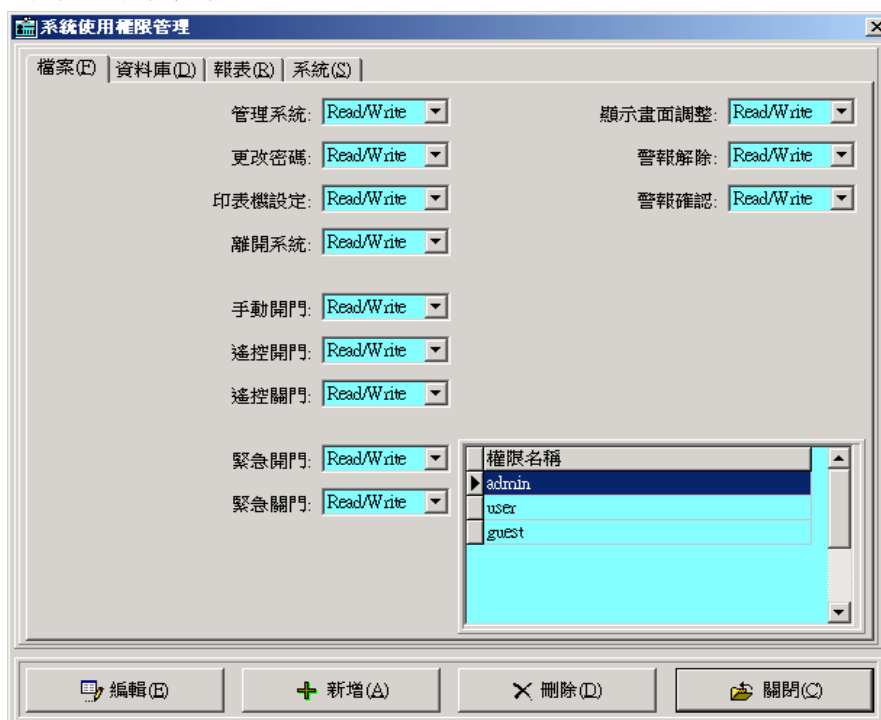 系統使用權限管理
檔案(F) 資料庫(D) 報表(R) 系統(S)
管理系統: Read/Write 顯示畫面調整: Read/Write
更改密碼: Read/Write 警報解除: Read/Write
印表機設定: Read/Write 警報確認: Read/Write
離開系統: Read/Write
手動開門: Read/Write
遙控開門: Read/Write
遙控關門: Read/Write
緊急開門: Read/Write
緊急關門: Read/Write
權限名稱
admin
user
guest
編輯(E) 新增(A) 刪除(D) 關閉(C)